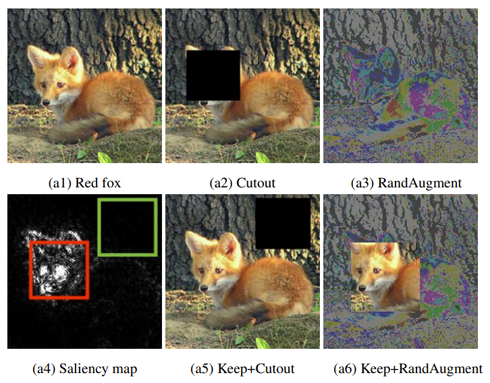 (a1) Red fox
(a2) Cutout
(a3) RandAugment
(a4) Saliency map
(a5) Keep+Cutout
(a6) Keep+RandAugment